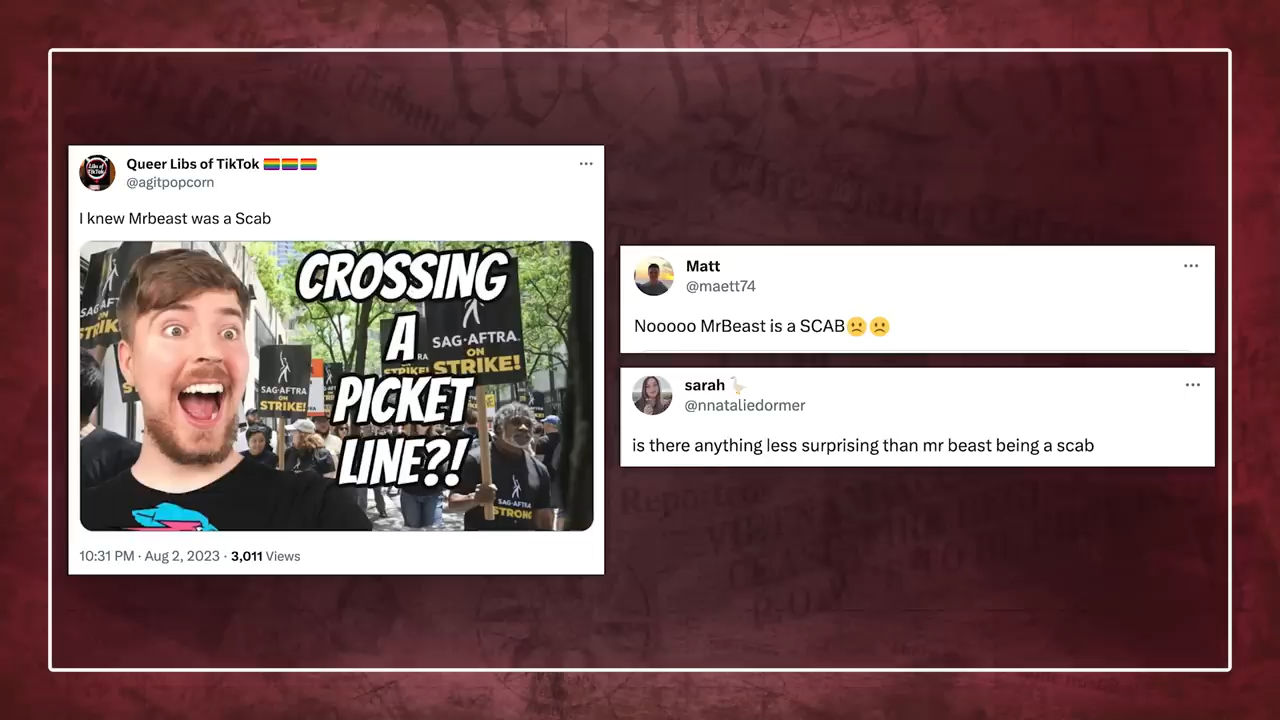 Queer Libs of TikTok 🏳️‍🌈🏳️‍🌈🏳️‍🌈
@agitpopcorn
I knew Mrbeast was a Scab
CROSSING
A
PICKET
LINE?!
SAG-AFTRA
ON
STRIKE!
SAG-AFTRA
ON
STRIKE!
SAG-AFTRA
STRONG
10:31 PM · Aug 2, 2023 · 3,011 Views
Matt
@maett74
Nooooo MrBeast is a SCAB🙁🙁
sarah 🪿
@nnataliedormer
is there anything less surprising than mr beast being a scab